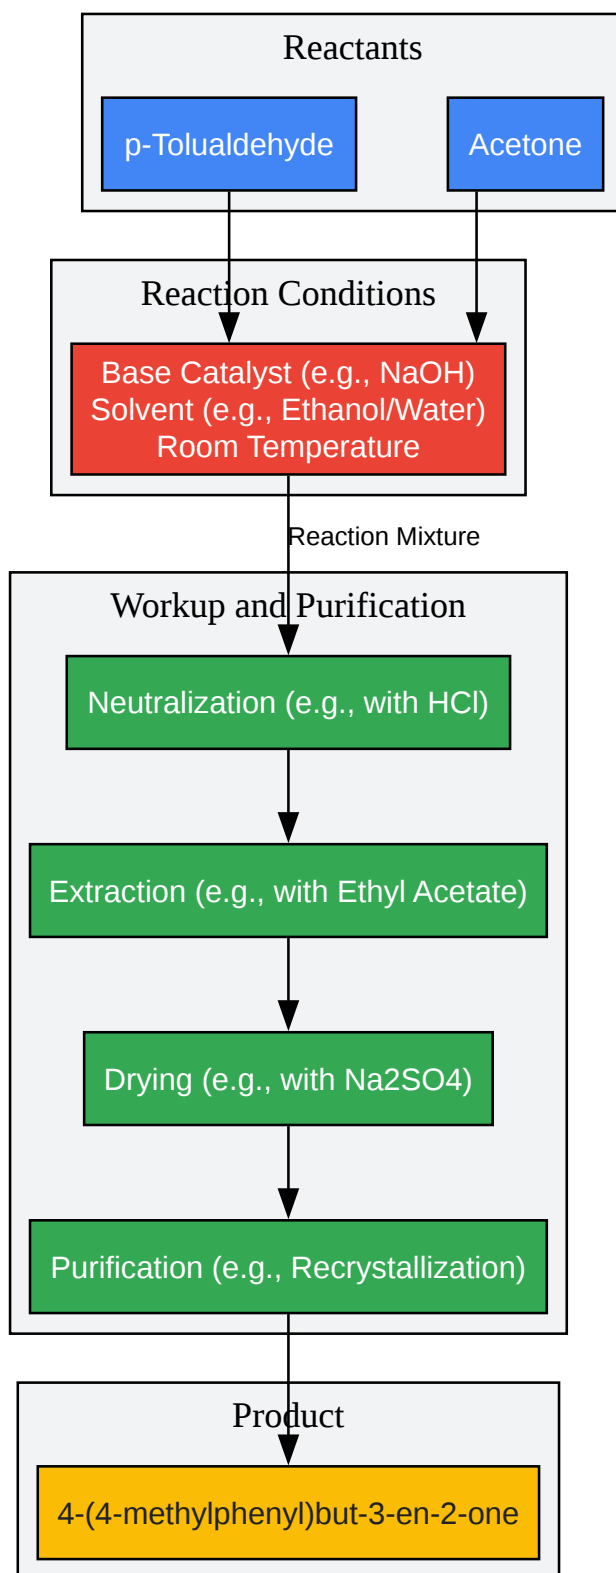 Reactants
p-Tolualdehyde
Acetone
Reaction Conditions
Base Catalyst (e.g., NaOH)
Solvent (e.g., Ethanol/Water)
Room Temperature
Reaction Mixture
Workup and Purification
Neutralization (e.g., with HCl)
Extraction (e.g., with Ethyl Acetate)
Drying (e.g., with Na2SO4)
Purification (e.g., Recrystallization)
Product
4-(4-methylphenyl)but-3-en-2-one